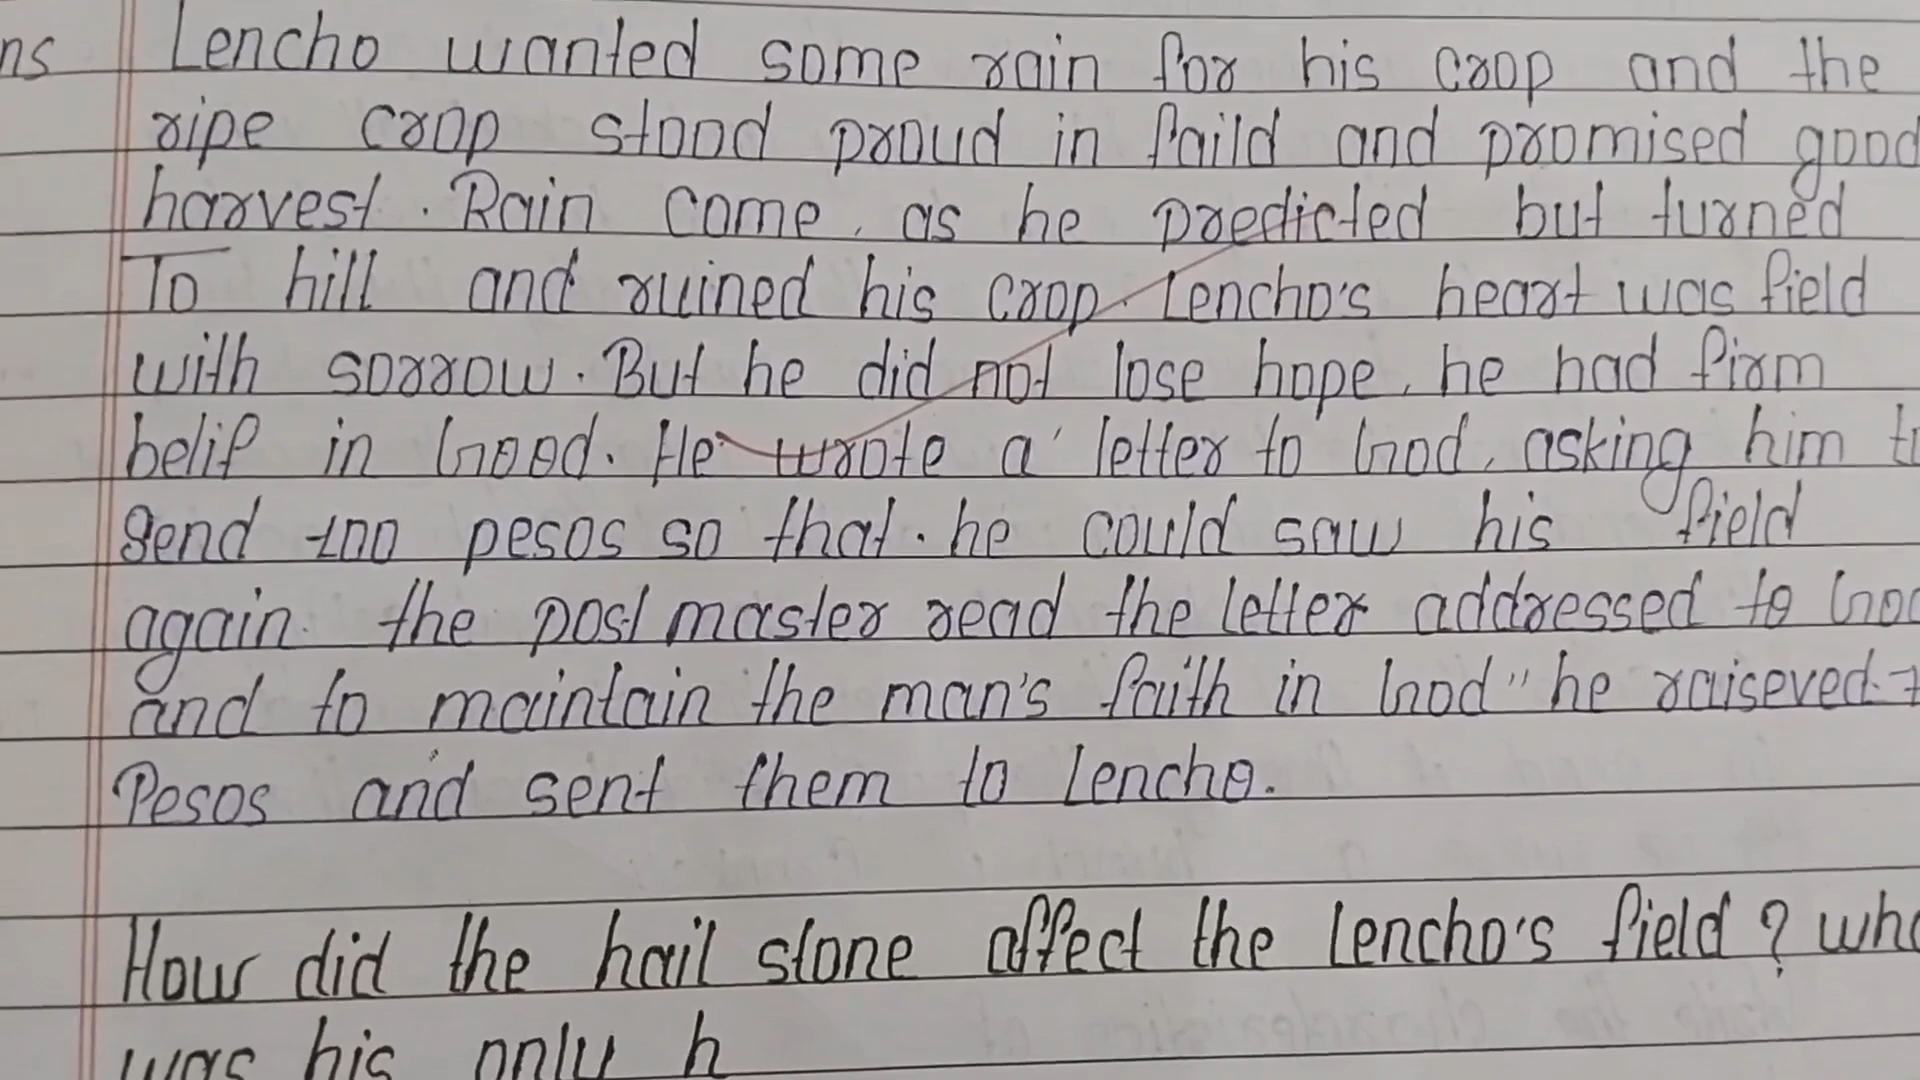 ns Lencho wanted some rain for his crop and the
ripe crop stood proud in faild and promised good
harvest. Rain come, as he predicted but turned
To hill and ruined his crop. Lencho's heart was field
with sorrow. But he did not lose hope, he had firm
belif in Good. He wrote a letter to God, asking him t
Send 100 pesos so that. he could saw his field
again. the post master read the letter addressed to God
and to maintain the man's faith in God" he raiseved
Pesos and sent them to Lencho.
How did the hail stone affect the Lencho's field? wh
was his only h